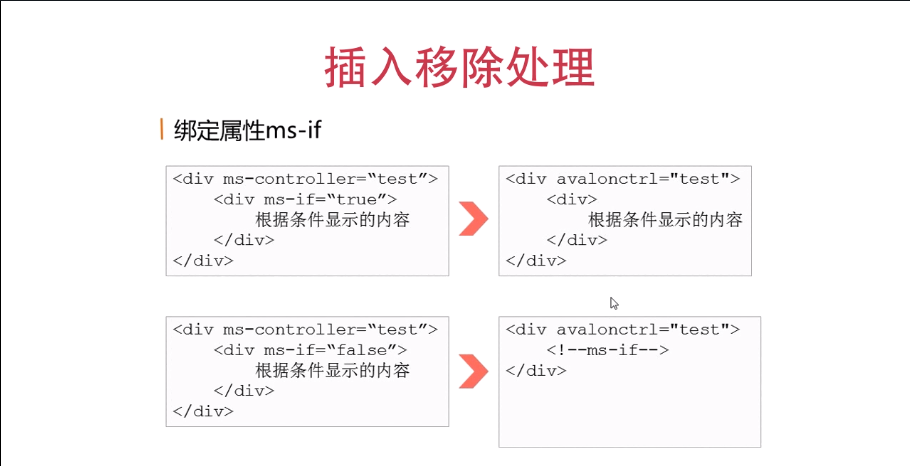 插入移除处理
绑定属性ms-if
<div ms-controller=“test”>
<div ms-if=“true”>
根据条件显示的内容
</div>
</div>
<div avalonctrl="test">
<div>
根据条件显示的内容
</div>
</div>
<div ms-controller=“test”>
<div ms-if=“false”>
根据条件显示的内容
</div>
</div>
<div avalonctrl="test">
<!--ms-if-->
</div>